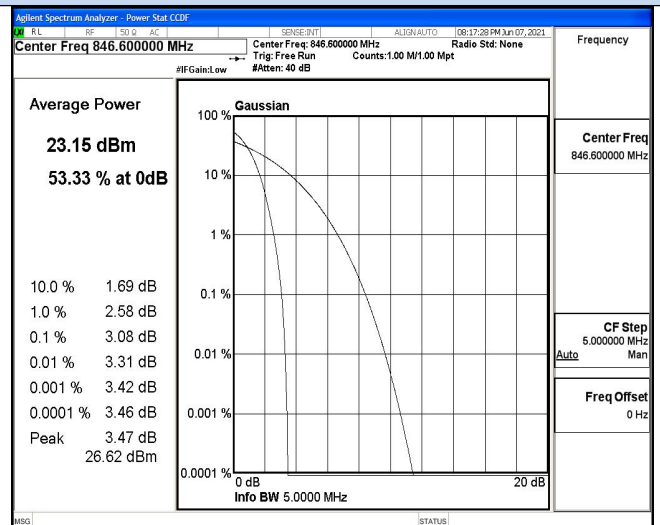 Agilent Spectrum Analyzer - Power Stat CCDF
RL RF 50 Ω AC SENSE:INT ALIGN AUTO 08:17:28 PM Jun 07, 2021
Center Freq 846.600000 MHz
Center Freq: 846.600000 MHz Radio Std: None
Trig: Free Run Counts:1.00 M/1.00 Mpt
#IFGain:Low #Atten: 40 dB
Frequency
Average Power
23.15 dBm
53.33 % at 0dB
10.0 % 1.69 dB
1.0 % 2.58 dB
0.1 % 3.08 dB
0.01 % 3.31 dB
0.001 % 3.42 dB
0.0001 % 3.46 dB
Peak 3.47 dB
26.62 dBm
Gaussian
100 %
10 %
1 %
0.1 %
0.01 %
0.001 %
0.0001 %
0 dB 20 dB
Info BW 5.0000 MHz
Center Freq
846.600000 MHz
CF Step
5.000000 MHz
Auto Man
Freq Offset
0 Hz
MSG STATUS